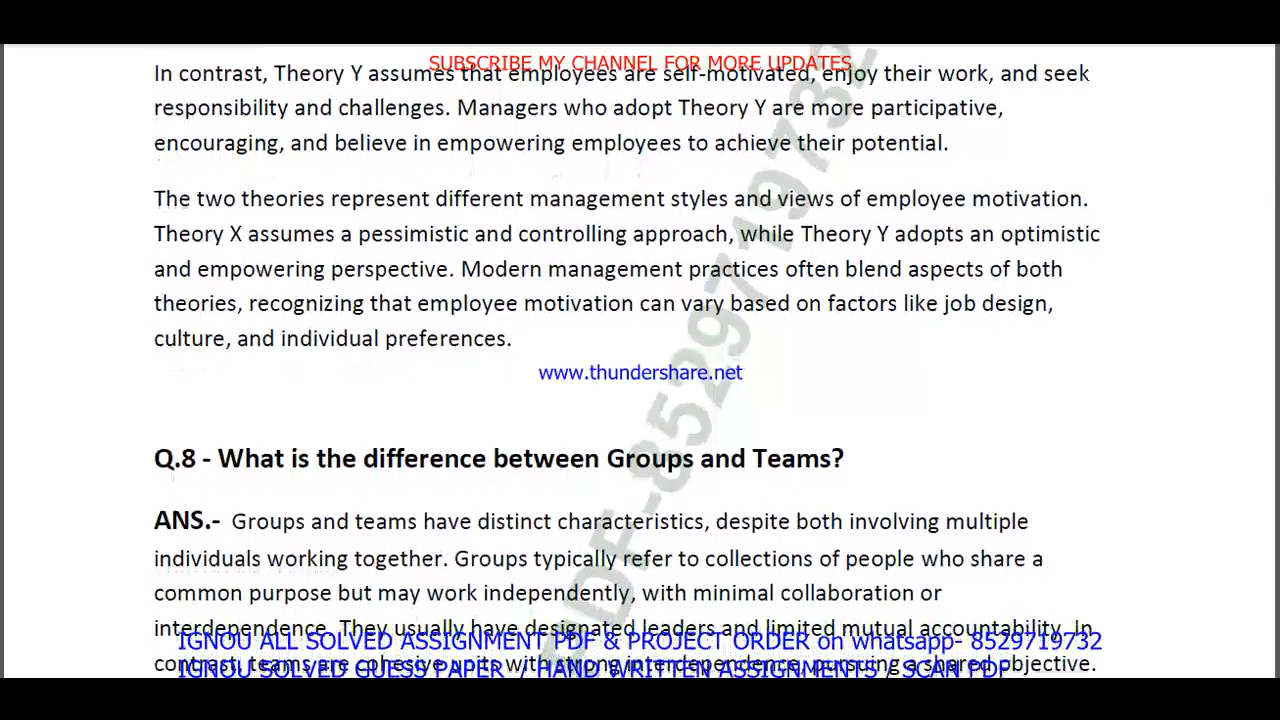 SUBSCRIBE MY CHANNEL FOR MORE UPDATES
In contrast, Theory Y assumes that employees are self-motivated, enjoy their work, and seek
responsibility and challenges. Managers who adopt Theory Y are more participative,
encouraging, and believe in empowering employees to achieve their potential.
The two theories represent different management styles and views of employee motivation.
Theory X assumes a pessimistic and controlling approach, while Theory Y adopts an optimistic
and empowering perspective. Modern management practices often blend aspects of both
theories, recognizing that employee motivation can vary based on factors like job design,
culture, and individual preferences.
www.thundershare.net
Q.8 - What is the difference between Groups and Teams?
ANS.- Groups and teams have distinct characteristics, despite both involving multiple
individuals working together. Groups typically refer to collections of people who share a
common purpose but may work independently, with minimal collaboration or
interdependence. They usually have designated leaders and limited mutual accountability. In
IGNOU ALL SOLVED ASSIGNMENT PDF & PROJECT ORDER on whatsapp- 8529719732
contrast, teams are cohesive units with strong interdependence, pursuing a shared objective.
IGNOU SOLVED GUESS PAPER / HAND WRITTEN ASSIGNMENTS / SCAN PDF
PDF-8529719732